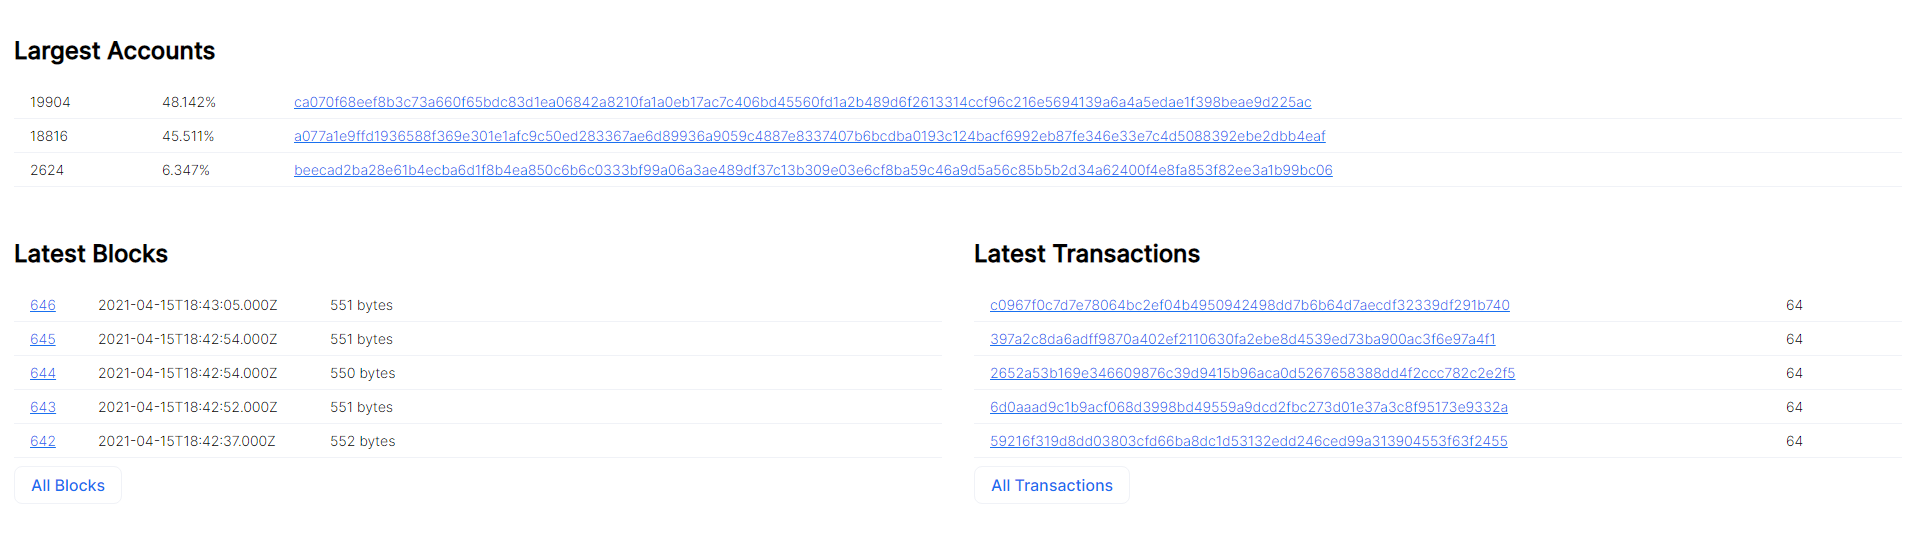 Largest Accounts
19904 48.142% ca070f68eef8b3c73a660f65bdc83d1ea06842a8210fa1a0eb17ac7c406bd45560fd1a2b489d6f2613314ccf96c216e5694139a6a4a5edae1f398beae9d225ac
18816 45.511% a077a1e9ffd1936588f369e301e1afc9c50ed283367ae6d89936a9059c4887e8337407b6bcdba0193c124bacf6992eb87fe346e33e7c4d5088392ebe2dbb4eaf
2624 6.347% beecad2ba28e61b4ecba6d1f8b4ea850c6b6c0333bf99a06a3ae489df37c13b309e03e6cf8ba59c46a9d5a56c85b5b2d34a62400f4e8fa853f82ee3a1b99bc06
Latest Blocks
646 2021-04-15T18:43:05.000Z 551 bytes
645 2021-04-15T18:42:54.000Z 551 bytes
644 2021-04-15T18:42:54.000Z 550 bytes
643 2021-04-15T18:42:52.000Z 551 bytes
642 2021-04-15T18:42:37.000Z 552 bytes
All Blocks
Latest Transactions
c0967f0c7d7e78064bc2ef04b4950942498dd7b6b64d7aecdf32339df291b740 64
397a2c8da6adff9870a402ef2110630fa2ebe8d4539ed73ba900ac3f6e97a4f1 64
2652a53b169e346609876c39d9415b96aca0d5267658388dd4f2ccc782c2e2f5 64
6d0aaad9c1b9acf068d3998bd49559a9dcd2fbc273d01e37a3c8f95173e9332a 64
59216f319d8dd03803cfd66ba8dc1d53132edd246ced99a313904553f63f2455 64
All Transactions